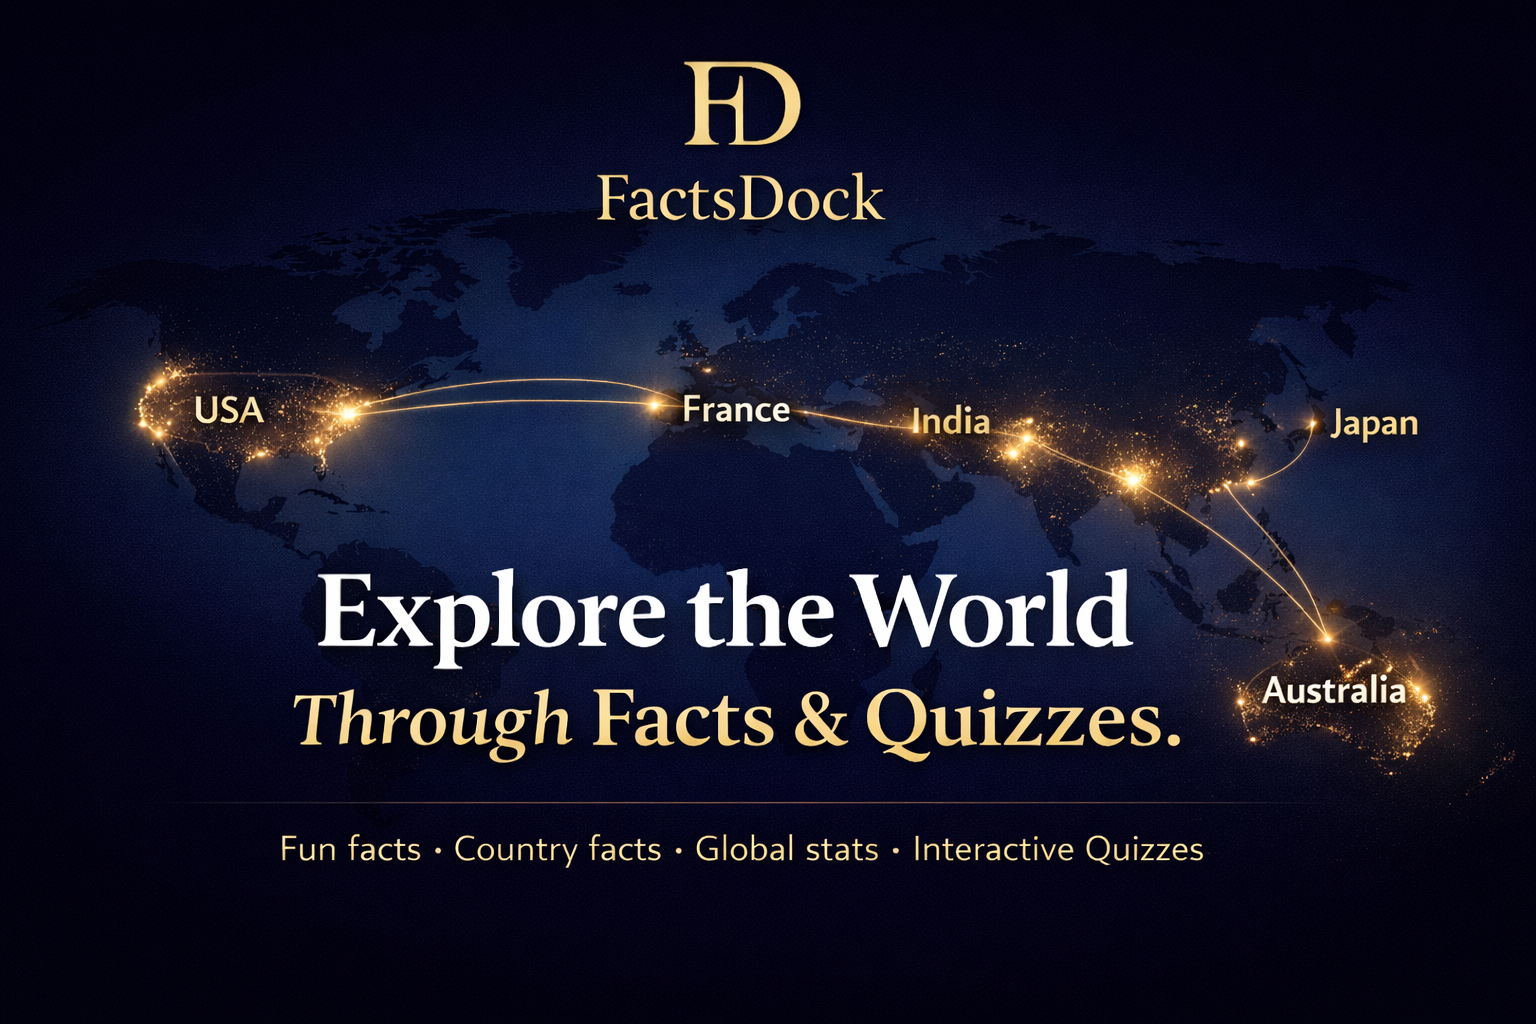 FD
FactsDock
USA
France
India
Japan
Explore the World
Through Facts & Quizzes.
Australia
Fun facts • Country facts • Global stats • Interactive Quizzes